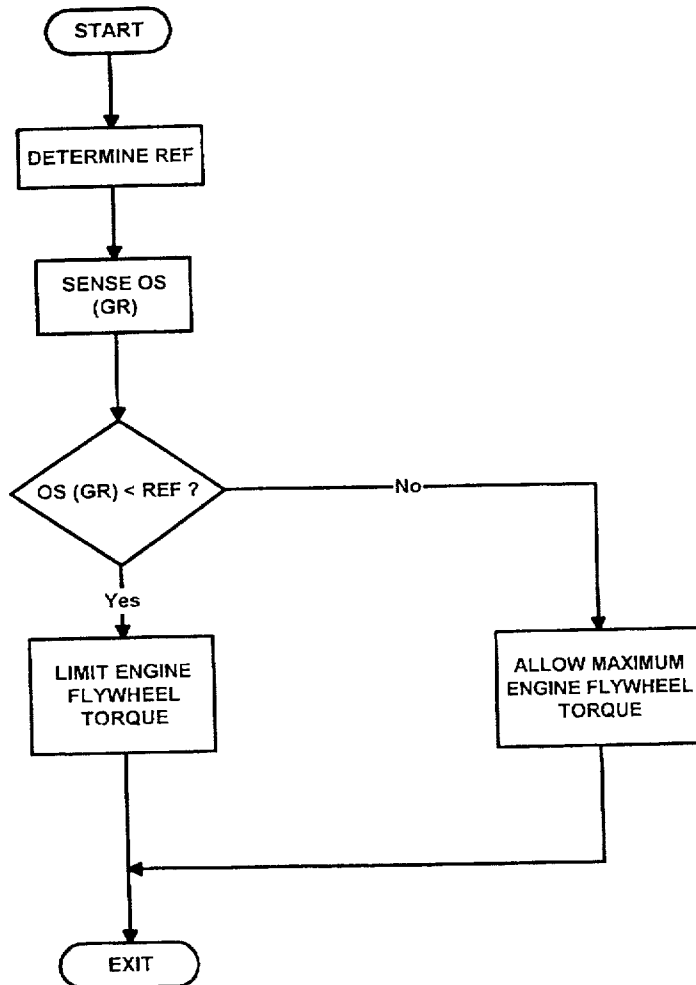 START
DETERMINE REF
SENSE OS
(GR)
OS (GR) < REF ?
No
Yes
LIMIT ENGINE
FLYWHEEL
TORQUE
ALLOW MAXIMUM
ENGINE FLYWHEEL
TORQUE
EXIT